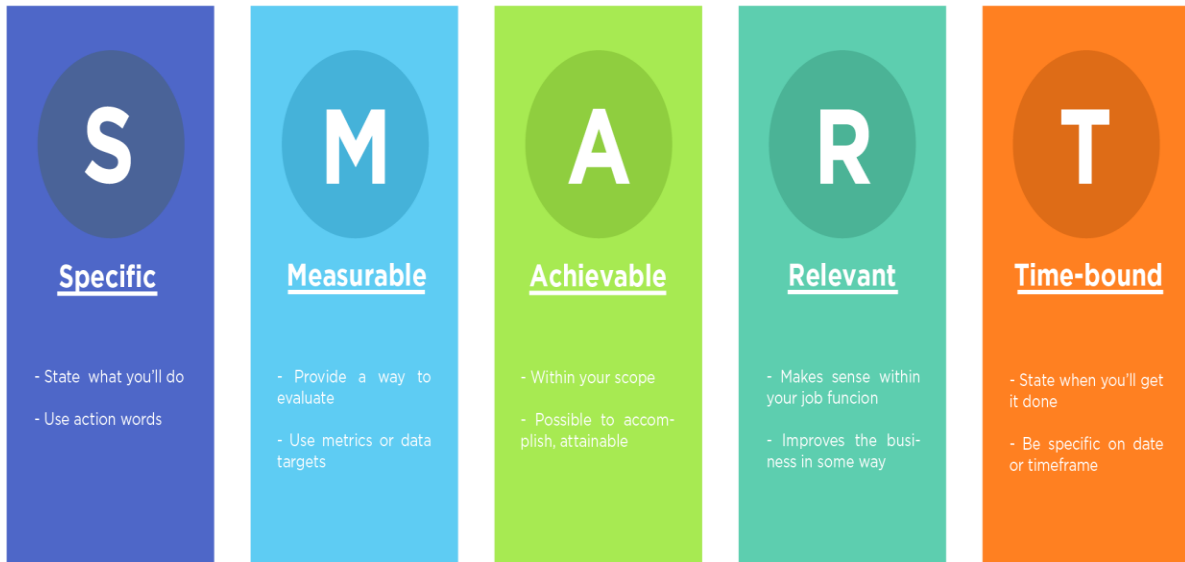 S
Specific
- State what you'll do
- Use action words
M
Measurable
- Provide a way to
evaluate
- Use metrics or data
targets
A
Achievable
- Within your scope
- Possible to accom-
plish, attainable
R
Relevant
- Makes sense within
your job funcion
- Improves the busi-
ness in some way
T
Time-bound
- State when you'll get
it done
- Be specific on date
or timeframe